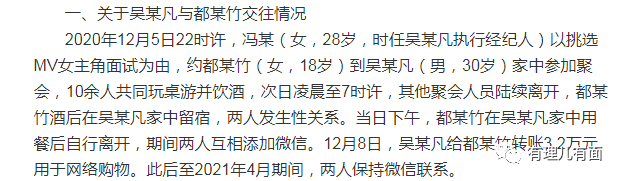 一、关于吴某凡与都某竹交往情况
2020年12月5日22时许，冯某（女，28岁，时任吴某凡执行经纪人）以挑选
MV女主角面试为由，约都某竹（女，18岁）到吴某凡（男，30岁）家中参加聚
会，10余人共同玩桌游并饮酒，次日凌晨至7时许，其他聚会人员陆续离开，都某
竹酒后在吴某凡家中留宿，两人发生性关系。当日下午，都某竹在吴某凡家中用
餐后自行离开，期间两人互相添加微信。12月8日，吴某凡给都某竹转账3.2万元
用于网络购物。此后至2021年4月期间，两人保持微信联系。
有理儿有面